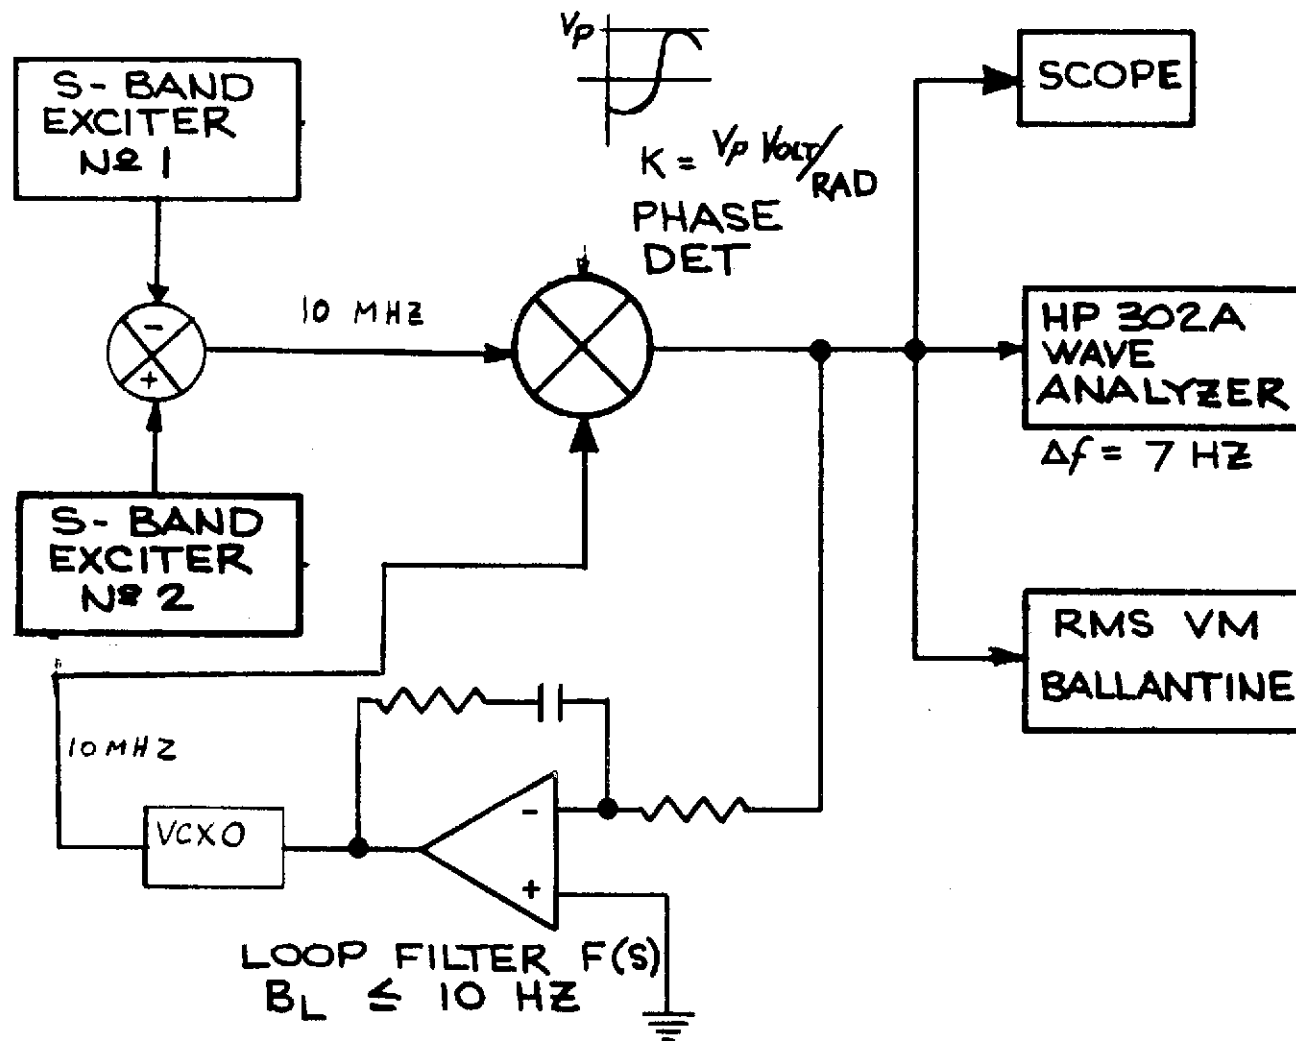 S-BAND
EXCITER
Nº 1
VP
K = VP VOLT/RAD
PHASE
DET
SCOPE
-
+
10 MHZ
HP 302A
WAVE
ANALYZER
Δf = 7 HZ
S-BAND
EXCITER
Nº 2
RMS VM
BALLANTINE
10 MHZ
VCXO
-
+
LOOP FILTER F(S)
BL ≤ 10 HZ